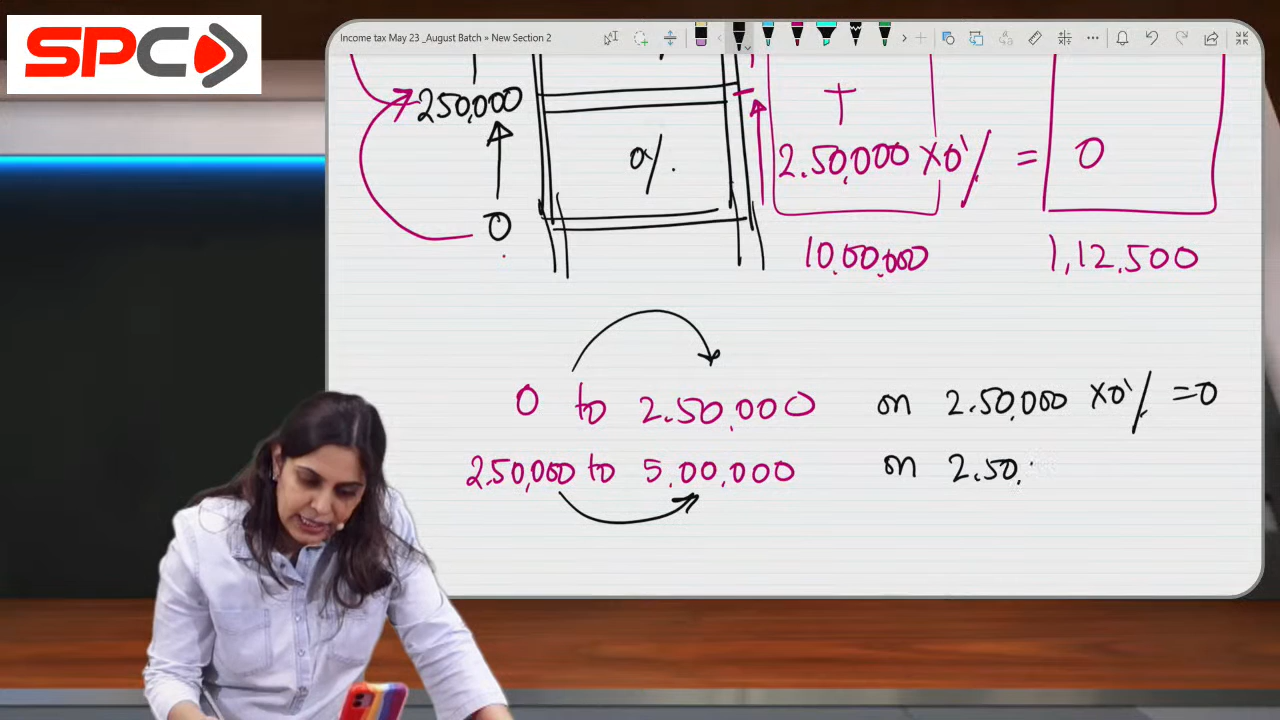 SPC
Income tax May 23 _August Batch » New Section 2
250,000
0%.
+
2.50,000 X0% = 0
0
10,00,000 1,12,500
0 to 2.50,000 on 2.50,000 X0% =0
250,000 to 5,00,000 on 2.50,